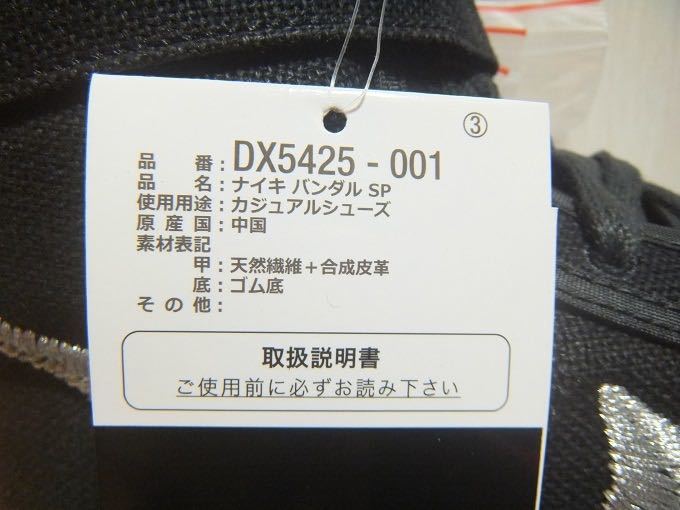 ③
品番：DX5425 - 001
品名：ナイキ バンダル SP
使用用途：カジュアルシューズ
原産国：中国
素材表記
甲：天然繊維＋合成皮革
底：ゴム底
その他：
取扱説明書
ご使用前に必ずお読み下さい